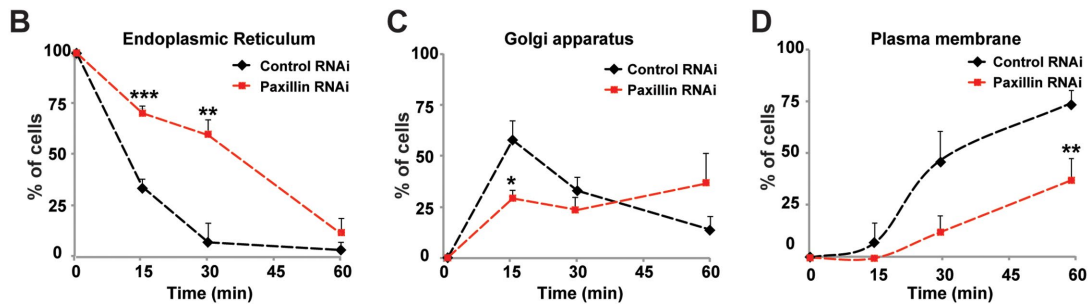 B
Endoplasmic Reticulum
Control RNAi
Paxillin RNAi
100
75
50
25
0
***
**
% of cells
0 15 30 60
Time (min)
C
Golgi apparatus
Control RNAi
Paxillin RNAi
100
75
50
25
0
*
% of cells
0 15 30 45 60
Time (min)
D
Plasma membrane
Control RNAi
Paxillin RNAi
100
75
50
25
0
**
% of cells
0 15 30 45 60
Time (min)